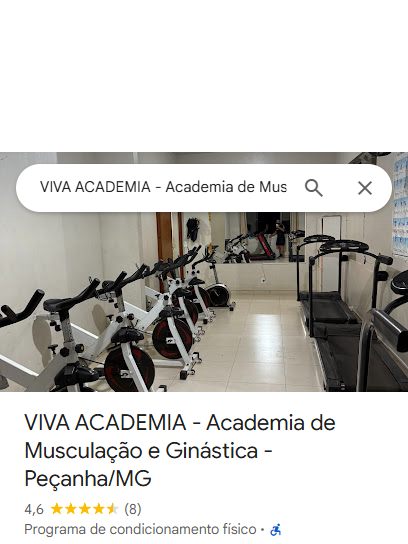 VIVA ACADEMIA - Academia de Mus
VIVA ACADEMIA - Academia de
Musculação e Ginástica -
Peçanha/MG
4,6 (8)
Programa de condicionamento físico ·